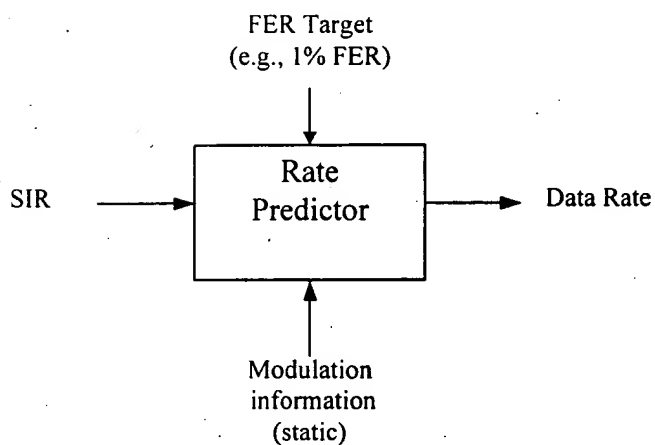 FER Target
(e.g., 1% FER)
Rate
Predictor
SIR
Data Rate
Modulation
information
(static)